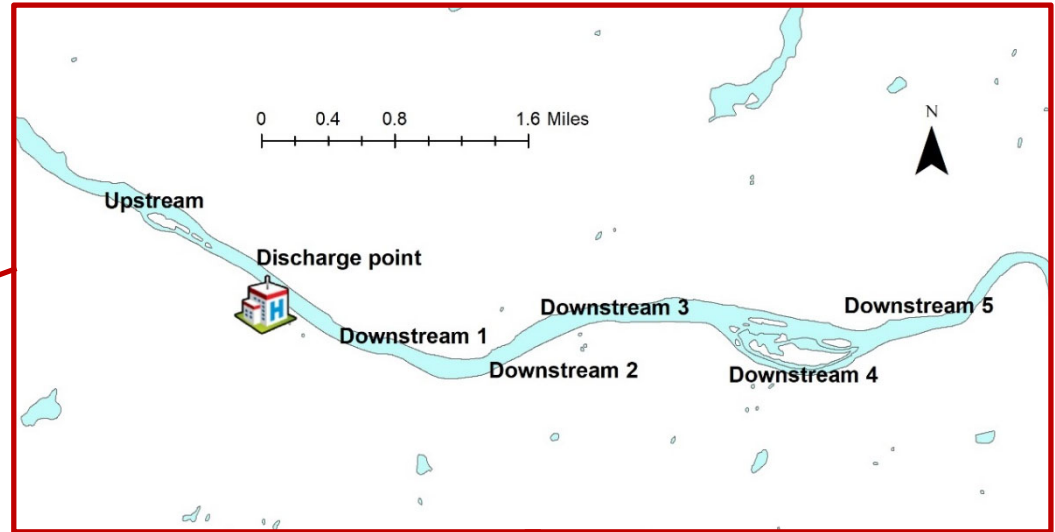 0 0.4 0.8 1.6 Miles
N
Upstream
Discharge point
H
Downstream 1
Downstream 2
Downstream 3
Downstream 4
Downstream 5